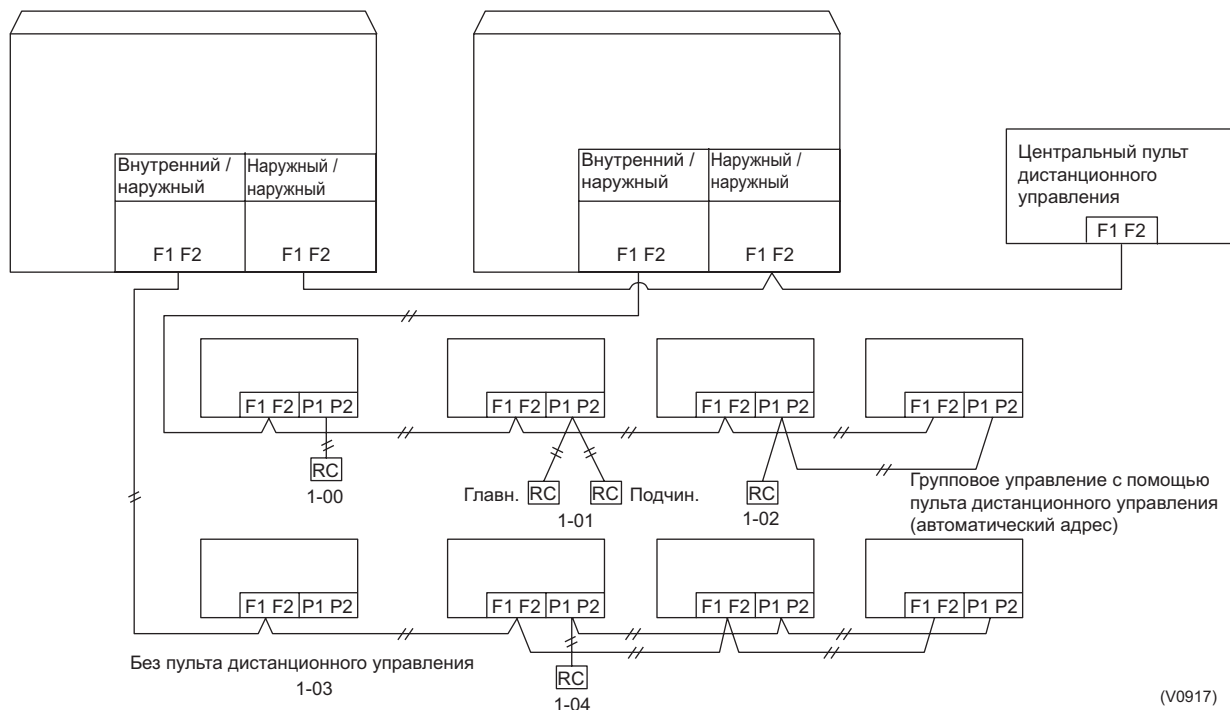 Внутренний / наружный
Наружный / наружный
F1 F2
F1 F2
Внутренний / наружный
Наружный / наружный
F1 F2
F1 F2
Центральный пульт
дистанционного
управления
F1 F2
F1 F2 P1 P2
F1 F2 P1 P2
F1 F2 P1 P2
F1 F2 P1 P2
RC
1-00
Главн. RC RC Подчин.
1-01
RC
1-02
Групповое управление с помощью
пульта дистанционного управления
(автоматический адрес)
F1 F2 P1 P2
F1 F2 P1 P2
F1 F2 P1 P2
F1 F2 P1 P2
Без пульта дистанционного управления
1-03
RC
1-04
(V0917)